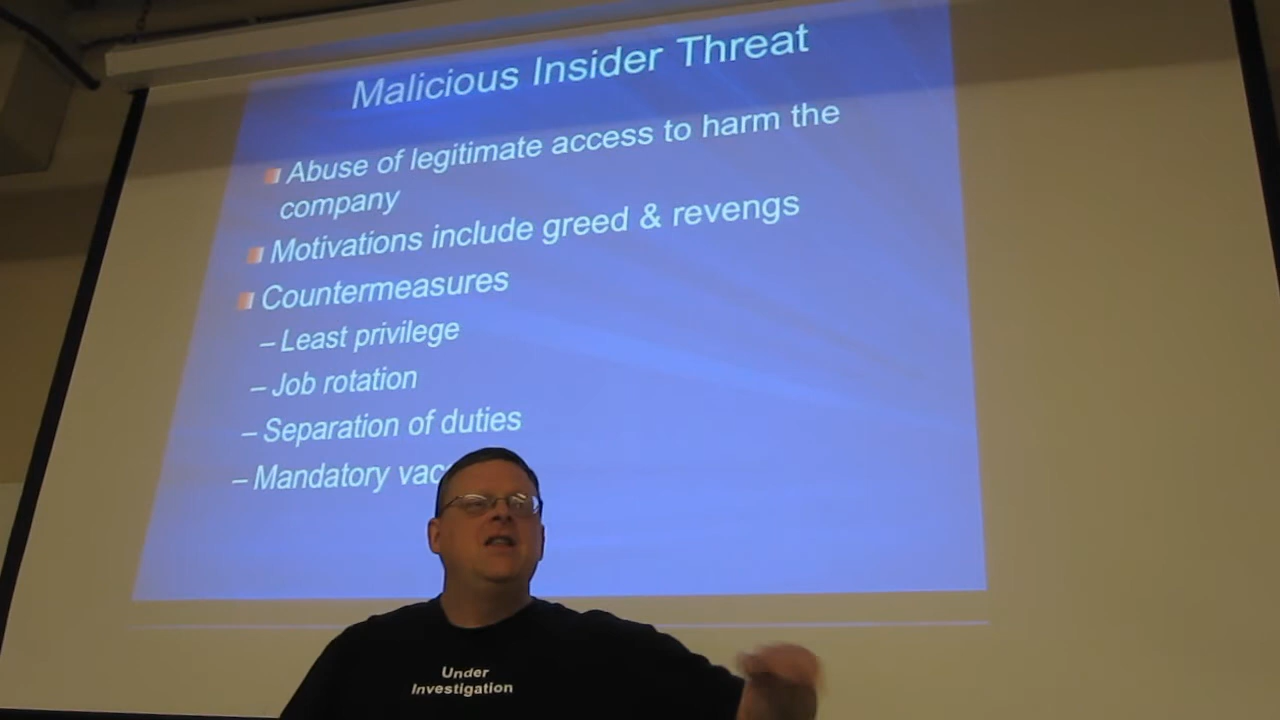 Malicious Insider Threat
Abuse of legitimate access to harm the
company
Motivations include greed & revengs
Countermeasures
– Least privilege
– Job rotation
– Separation of duties
– Mandatory
Under
Investigation